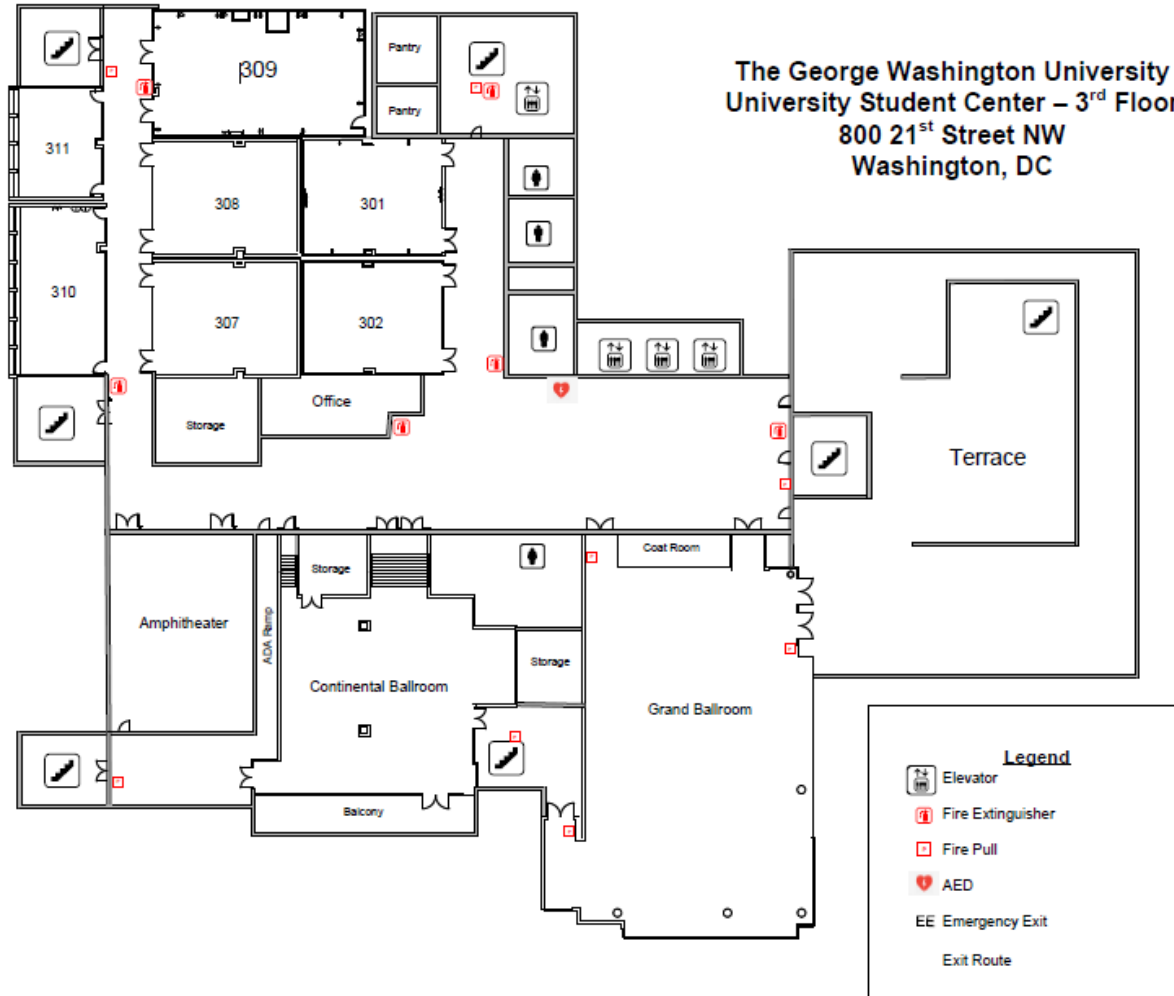 The George Washington University
University Student Center – 3rd Floor
800 21st Street NW
Washington, DC
309
Pantry
Pantry
311
308
301
310
307
302
Office
Storage
Terrace
Coat Room
Storage
Amphitheater
ADA Ramp
Storage
Continental Ballroom
Grand Ballroom
Balcony
Legend
Elevator
Fire Extinguisher
Fire Pull
AED
EE Emergency Exit
Exit Route